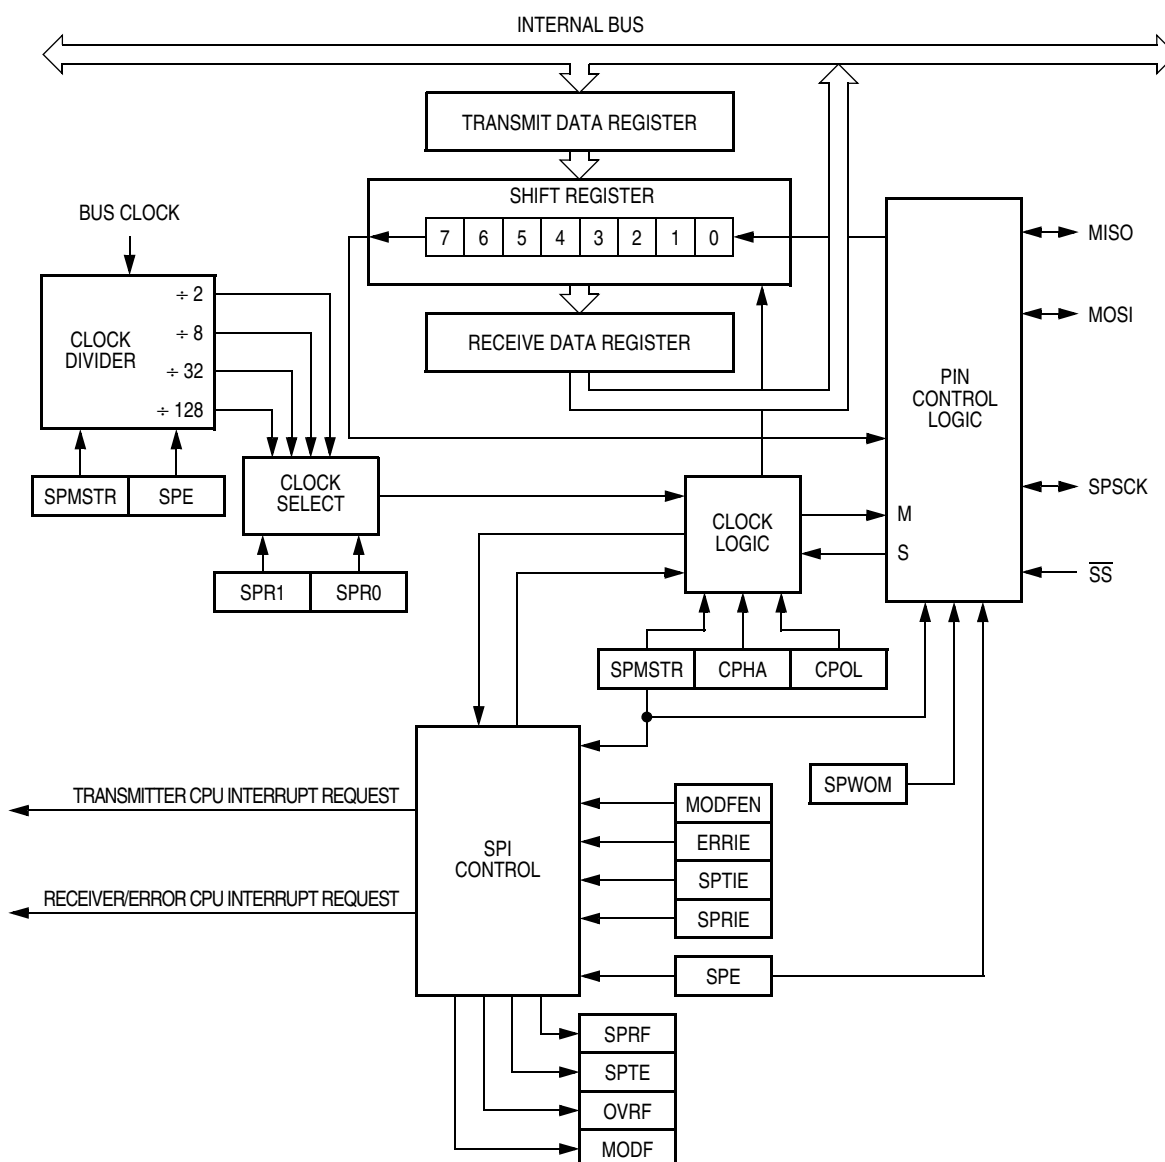 INTERNAL BUS
TRANSMIT DATA REGISTER
SHIFT REGISTER
7 6 5 4 3 2 1 0
BUS CLOCK
MISO
÷ 2
MOSI
÷ 8
CLOCK
DIVIDER
RECEIVE DATA REGISTER
÷ 32
PIN
CONTROL
LOGIC
÷ 128
SPMSTR SPE
CLOCK
SELECT
SPSCK
CLOCK
LOGIC
M
S
SS
SPR1 SPR0
SPMSTR CPHA CPOL
TRANSMITTER CPU INTERRUPT REQUEST
SPWOM
MODFEN
ERRIE
SPI
CONTROL
SPTIE
RECEIVER/ERROR CPU INTERRUPT REQUEST
SPRIE
SPE
SPRF
SPTE
OVRF
MODF